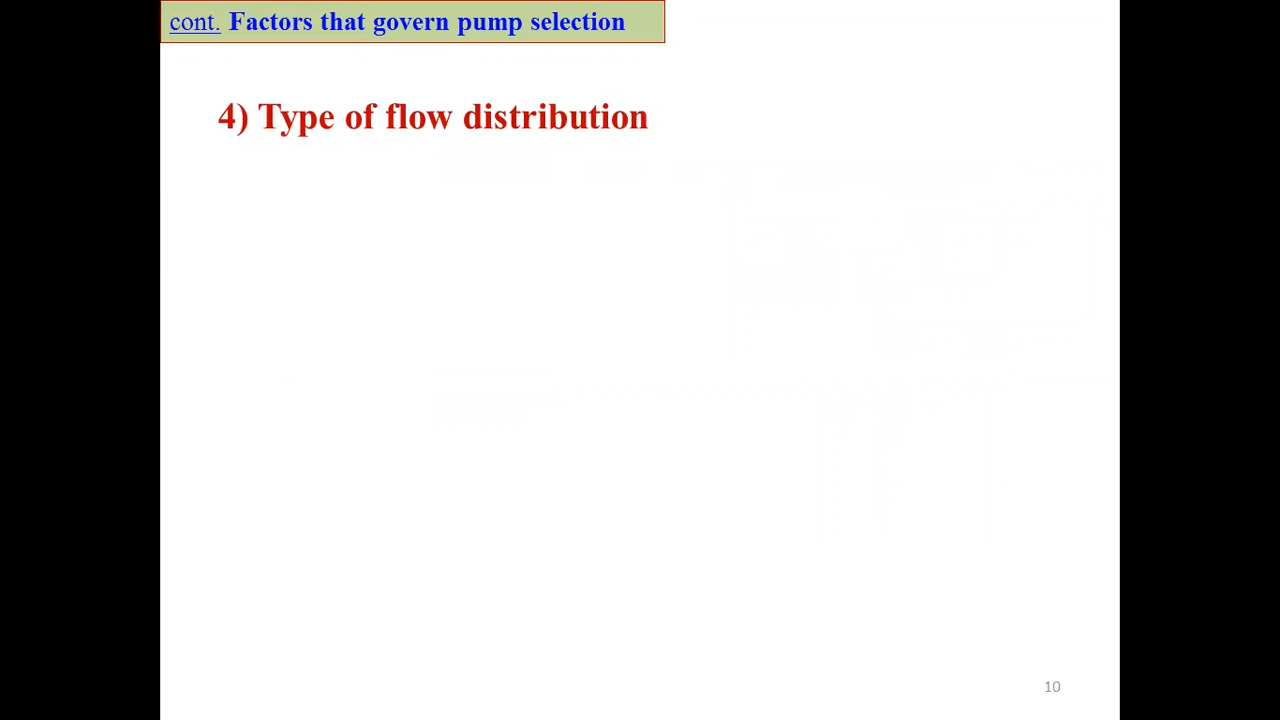 cont. Factors that govern pump selection
4) Type of flow distribution
10